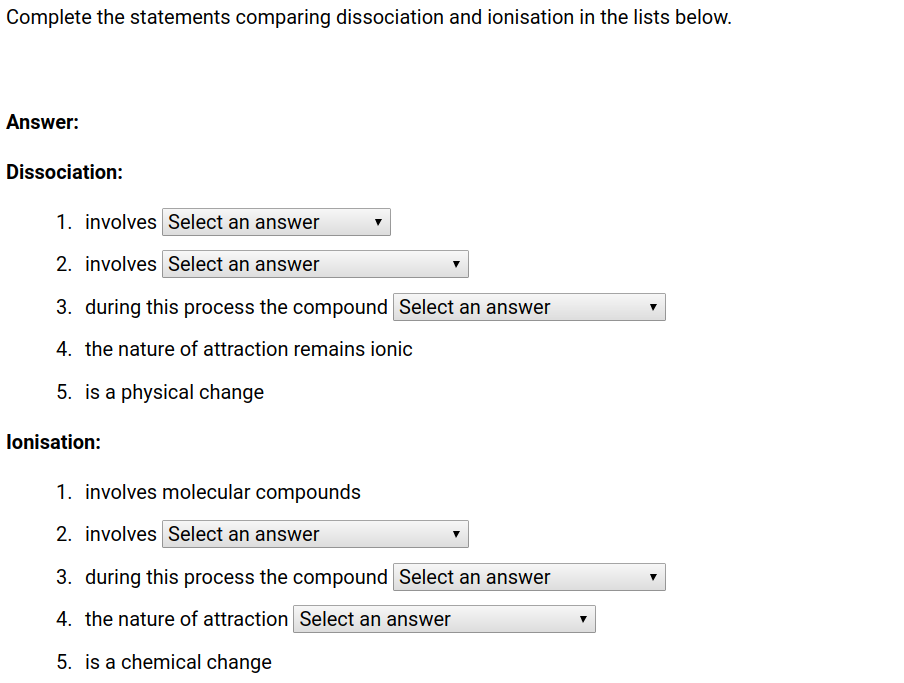 Complete the statements comparing dissociation and ionisation in the lists below.
Answer:
Dissociation:
1. involves Select an answer
2. involves Select an answer
3. during this process the compound Select an answer
4. the nature of attraction remains ionic
5. is a physical change
Ionisation:
1. involves molecular compounds
2. involves Select an answer
3. during this process the compound Select an answer
4. the nature of attraction Select an answer
5. is a chemical change